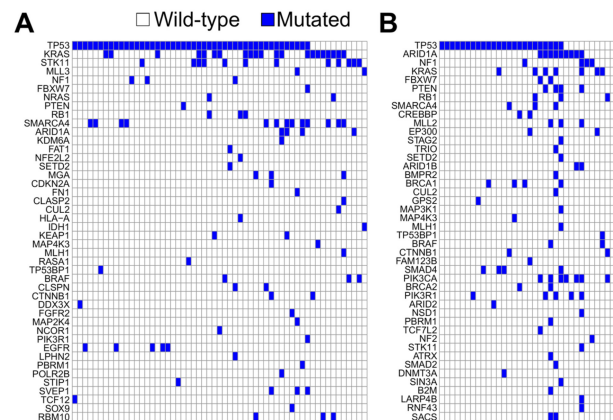 Wild-type Mutated
A
TP53
KRAS
STK11
MLL3
NF1
FBXW7
NRAS
PTEN
RB1
SMARCA4
ARID1A
KDM6A
FAT1
NFE2L2
SETD2
MGA
CDKN2A
FN1
CLASP2
CUL2
HLA-A
IDH1
KEAP1
MAP4K3
MLH1
RASA1
TP53BP1
BRAF
CLSPN
CTNNB1
DDX3X
FGFR2
MAP2K4
NCOR1
PIK3R1
EGFR
LPHN2
PBRM1
POLR2B
STIP1
SVEP1
TCF12
SOX9
RBM10
B
TP53
ARID1A
NF1
KRAS
FBXW7
PTEN
RB1
SMARCA4
CREBBP
MLL2
EP300
STAG2
TRIO
SETD2
ARID1B
BMPR2
BRCA1
CUL2
GPS2
MAP3K1
MAP4K3
MLH1
TP53BP1
BRAF
CTNNB1
FAM123B
SMAD4
PIK3CA
BRCA2
PIK3R1
ARID2
NSD1
PBRM1
TCF7L2
NF2
STK11
ATRX
SMAD2
DNMT3A
SIN3A
B2M
LARP4B
RNF43
SACS